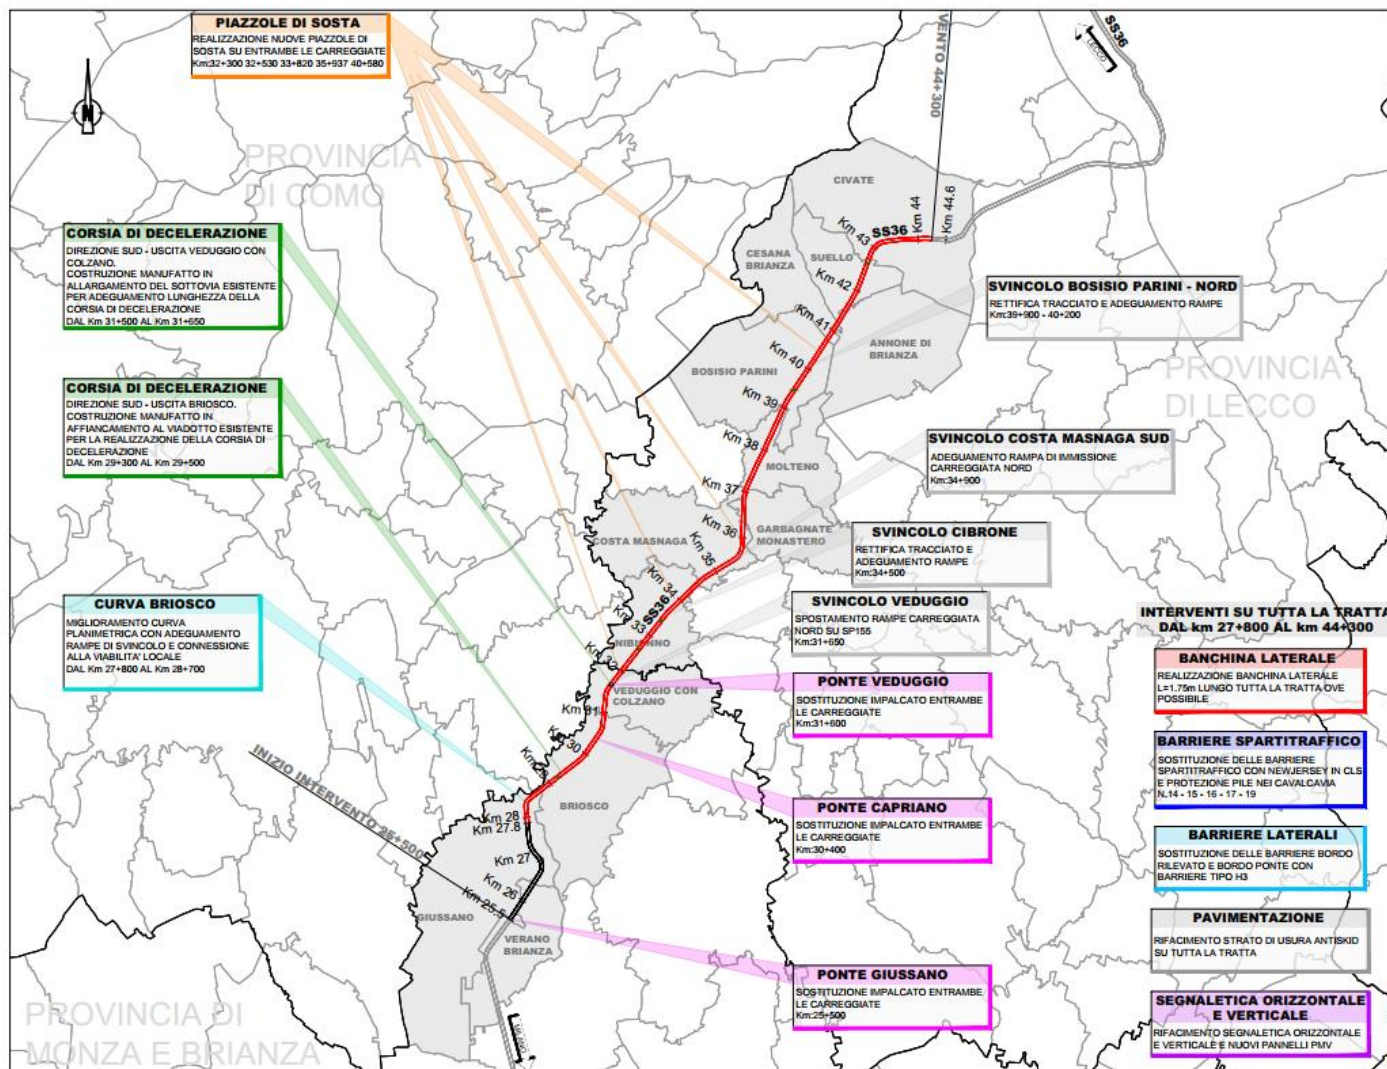 PIAZZOLE DI SOSTA
REALIZZAZIONE NUOVE PIAZZOLE DI
SOSTA SU ENTRAMBE LE CARREGGIATE
Km:32+300 32+530 33+820 35+937 40+580
N
PROVINCIA
DI COMO
CORSIA DI DECELERAZIONE
DIREZIONE SUD - USCITA VEDUGGIO CON
COLZANO.
COSTRUZIONE MANUFATTO IN
ALLARGAMENTO DEL SOTTOVIA ESISTENTE
PER ADEGUAMENTO LUNGHEZZA DELLA
CORSIA DI DECELERAZIONE
DAL Km 31+500 AL Km 31+650
CORSIA DI DECELERAZIONE
DIREZIONE SUD - USCITA BRIOSCO.
COSTRUZIONE MANUFATTO IN
AFFIANCAMENTO AL VIADOTTO ESISTENTE
PER LA REALIZZAZIONE DELLA CORSIA DI
DECELERAZIONE
DAL Km 29+300 AL Km 29+500
CURVA BRIOSCO
MIGLIORAMENTO CURVA
PLANIMETRICA CON ADEGUAMENTO
RAMPE DI SVINCOLO E CONNESSIONE
ALLA VIABILITA' LOCALE
DAL Km 27+800 AL Km 28+700
INIZIO INTERVENTO 25+500
PROVINCIA DI
MONZA E BRIANZA
VENTO 44+300
SS36
LECCO
CIVATE
Km 44
Km 44.6
SS36
Km 43
SUELLO
CESANA
BRIANZA
Km 42
Km 41
ANNONE DI
BRIANZA
Km 40
BOSISIO PARINI
Km 39
Km 38
MOLTENO
Km 37
Km 36
GARBAGNATE
MONASTERO
COSTA MASNAGA
Km 35
Km 34
SS36
Km 33
NIBIONNO
Km 32
VEDUGGIO CON
COLZANO
Km 31
Km 30
Km 29
BRIOSCO
Km 28
Km 27.8
Km 27
Km 26
Km 25.5
GIUSSANO
VERANO
BRIANZA
MILANO
SVINCOLO BOSISIO PARINI - NORD
RETTIFICA TRACCIATO E ADEGUAMENTO RAMPE
Km:39+900 - 40+200
PROVINCIA
DI LECCO
SVINCOLO COSTA MASNAGA SUD
ADEGUAMENTO RAMPA DI IMMISSIONE
CARREGGIATA NORD
Km:34+900
SVINCOLO CIBRONE
RETTIFICA TRACCIATO E
ADEGUAMENTO RAMPE
Km:34+500
SVINCOLO VEDUGGIO
SPOSTAMENTO RAMPE CARREGGIATA
NORD SU SP155
Km:31+650
PONTE VEDUGGIO
SOSTITUZIONE IMPALCATO ENTRAMBE
LE CARREGGIATE
Km:31+600
PONTE CAPRIANO
SOSTITUZIONE IMPALCATO ENTRAMBE
LE CARREGGIATE
Km:30+400
PONTE GIUSSANO
SOSTITUZIONE IMPALCATO ENTRAMBE
LE CARREGGIATE
Km:25+500
INTERVENTI SU TUTTA LA TRATTA
DAL km 27+800 AL km 44+300
BANCHINA LATERALE
REALIZZAZIONE BANCHINA LATERALE
L=1.75m LUNGO TUTTA LA TRATTA OVE
POSSIBILE
BARRIERE SPARTITRAFFICO
SOSTITUZIONE DELLE BARRIERE
SPARTITRAFFICO CON NEWJERSEY IN CLS
E PROTEZIONE PILE NEI CAVALCAVIA
N.14 - 15 - 16 - 17 - 19
BARRIERE LATERALI
SOSTITUZIONE DELLE BARRIERE BORDO
RILEVATO E BORDO PONTE CON
BARRIERE TIPO H3
PAVIMENTAZIONE
RIFACIMENTO STRATO DI USURA ANTISKID
SU TUTTA LA TRATTA
SEGNALETICA ORIZZONTALE
E VERTICALE
RIFACIMENTO SEGNALETICA ORIZZONTALE
E VERTICALE E NUOVI PANNELLI PMV